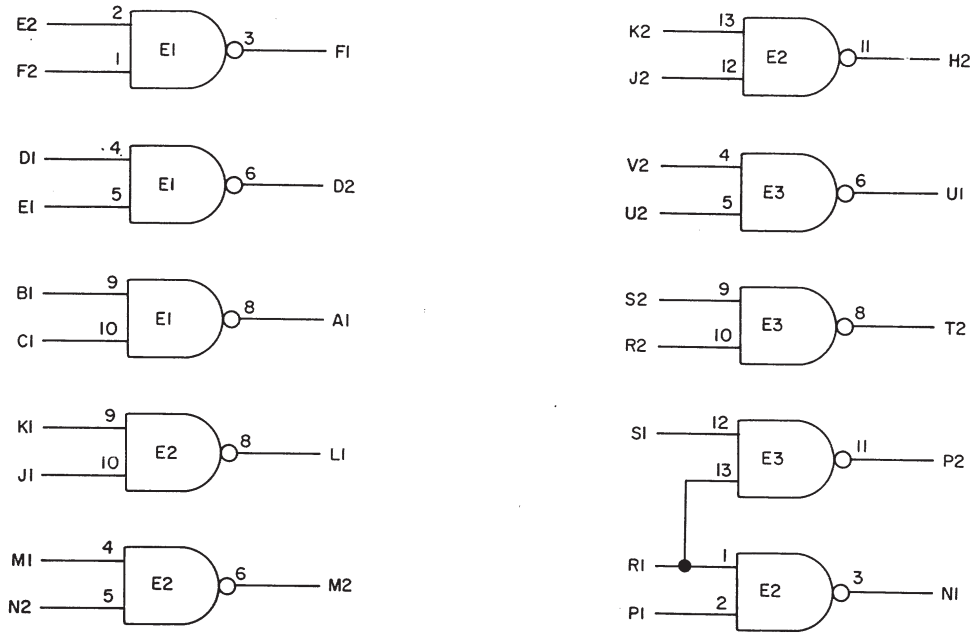 E2 2 E1 3 F1
F2 1
D1 4 E1 6 D2
E1 5
B1 9 E1 8 A1
C1 10
K1 9 E2 8 L1
J1 10
M1 4 E2 6 M2
N2 5
K2 13 E2 11 H2
J2 12
V2 4 E3 6 U1
U2 5
S2 9 E3 8 T2
R2 10
S1 12 E3 11 P2
13
R1 1 E2 3 N1
P1 2